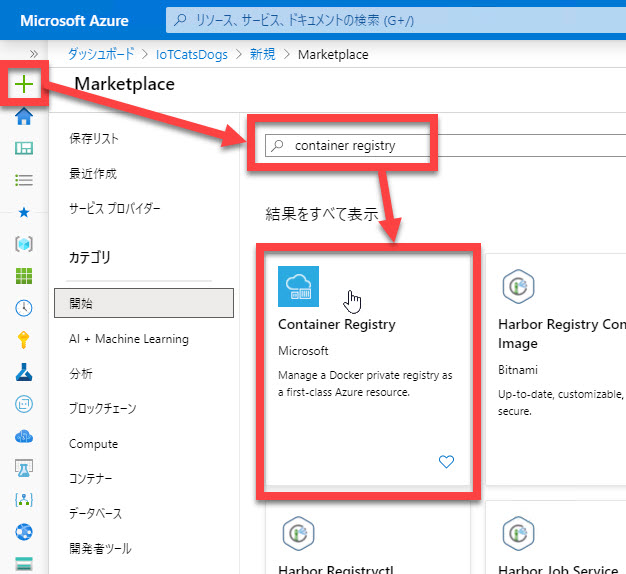 Microsoft Azure
リソース、サービス、ドキュメントの検索 (G+/)
ダッシュボード > IoTCatsDogs > 新規 > Marketplace
Marketplace
保存リスト
最近作成
サービス プロバイダー
カテゴリ
開始
AI + Machine Learning
分析
ブロックチェーン
Compute
コンテナー
データベース
開発者ツール
container registry
結果をすべて表示
Container Registry
Microsoft
Manage a Docker private registry as
a first-class Azure resource.
Harbor Registry Con
Image
Bitnami
Up-to-date, customizable,
secure.
Harbor Registryctl
Harbor Job Service